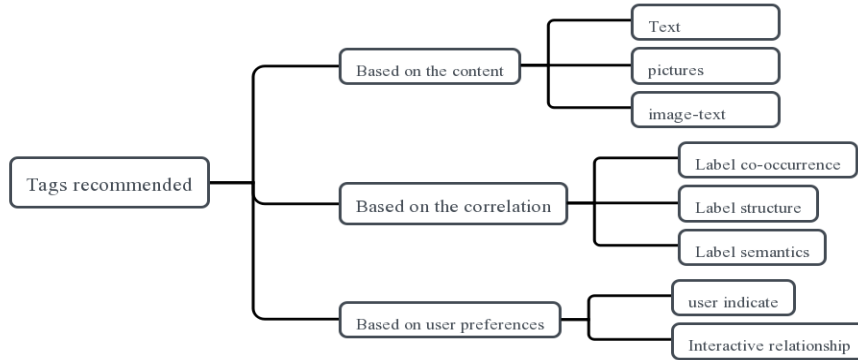 Tags recommended
Based on the content
Text
pictures
image-text
Based on the correlation
Label co-occurrence
Label structure
Label semantics
Based on user preferences
user indicate
Interactive relationship